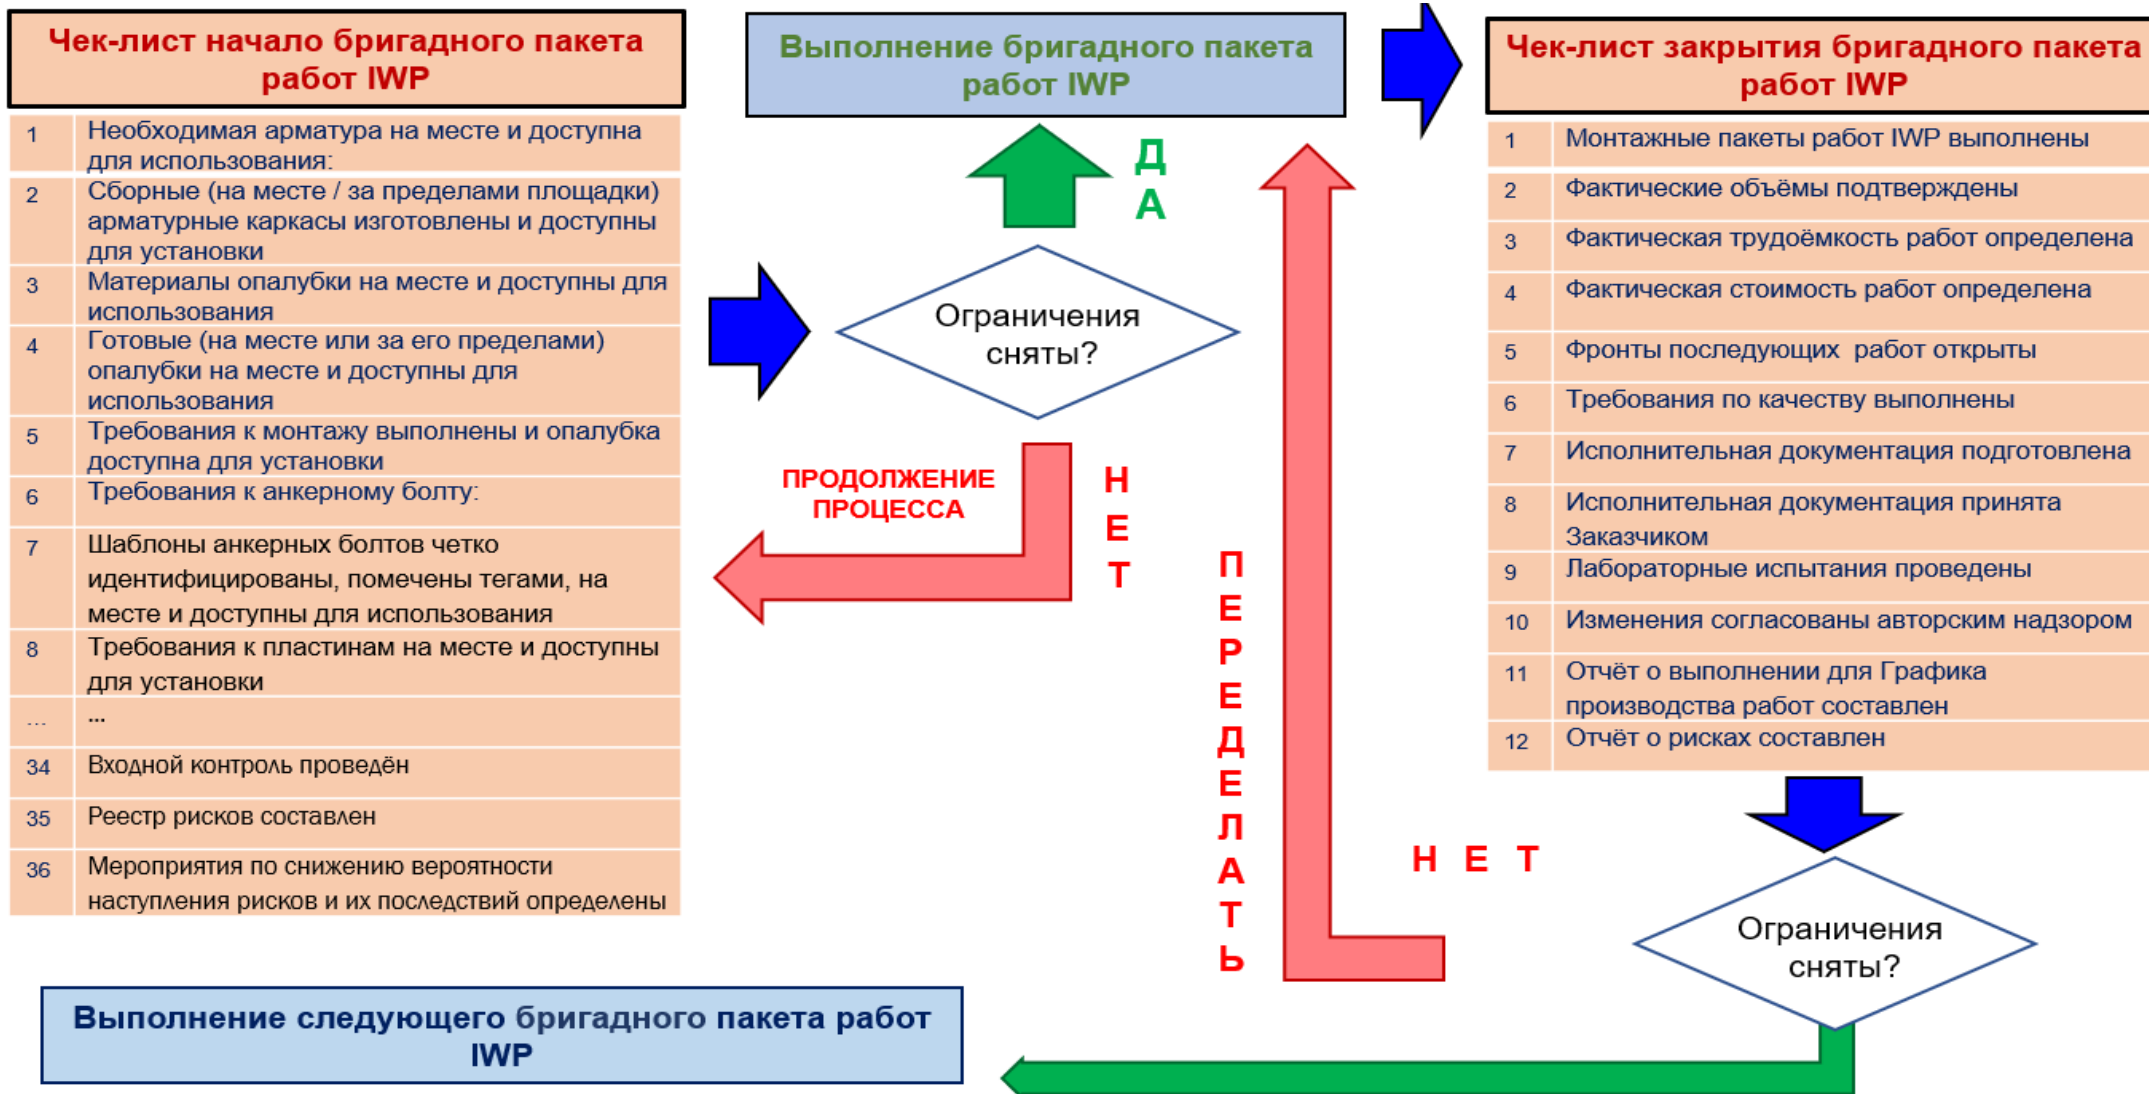 Чек-лист начало бригадного пакета
работ IWP
1 Необходимая арматура на месте и доступна
для использования:
2 Сборные (на месте / за пределами площадки)
арматурные каркасы изготовлены и доступны
для установки
3 Материалы опалубки на месте и доступны для
использования
4 Готовые (на месте или за его пределами)
опалубки на месте и доступны для
использования
5 Требования к монтажу выполнены и опалубка
доступна для установки
6 Требования к анкерному болту:
7 Шаблоны анкерных болтов четко
идентифицированы, помечены тегами, на
месте и доступны для использования
8 Требования к пластинам на месте и доступны
для установки
... ...
34 Входной контроль проведён
35 Реестр рисков составлен
36 Мероприятия по снижению вероятности
наступления рисков и их последствий определены
Выполнение бригадного пакета
работ IWP
ДА
Ограничения
сняты?
НЕТ
ПРОДОЛЖЕНИЕ
ПРОЦЕССА
ПЕРЕДЕЛАТЬ
Чек-лист закрытия бригадного пакета
работ IWP
1 Монтажные пакеты работ IWP выполнены
2 Фактические объёмы подтверждены
3 Фактическая трудоёмкость работ определена
4 Фактическая стоимость работ определена
5 Фронты последующих работ открыты
6 Требования по качеству выполнены
7 Исполнительная документация подготовлена
8 Исполнительная документация принята
Заказчиком
9 Лабораторные испытания проведены
10 Изменения согласованы авторским надзором
11 Отчёт о выполнении для Графика
производства работ составлен
12 Отчёт о рисках составлен
Н Е Т
Ограничения
сняты?
Выполнение следующего бригадного пакета работ
IWP